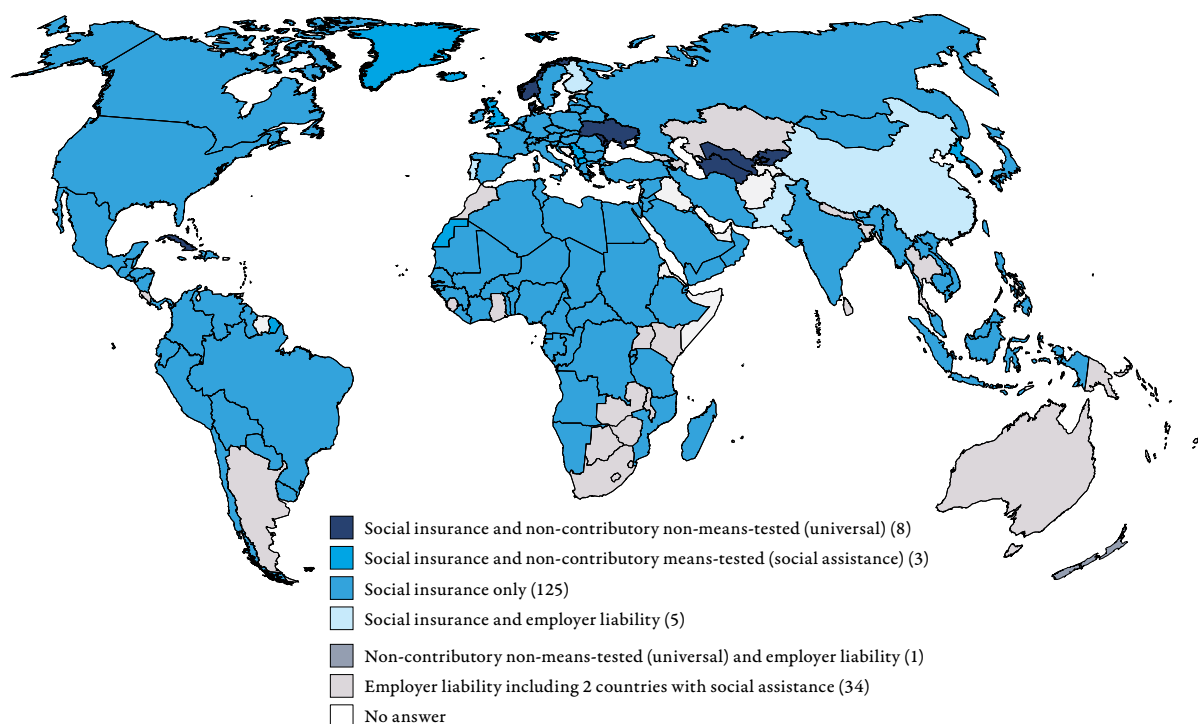 Social insurance and non-contributory non-means-tested (universal) (8)
Social insurance and non-contributory means-tested (social assistance) (3)
Social insurance only (125)
Social insurance and employer liability (5)
Non-contributory non-means-tested (universal) and employer liability (1)
Employer liability including 2 countries with social assistance (34)
No answer